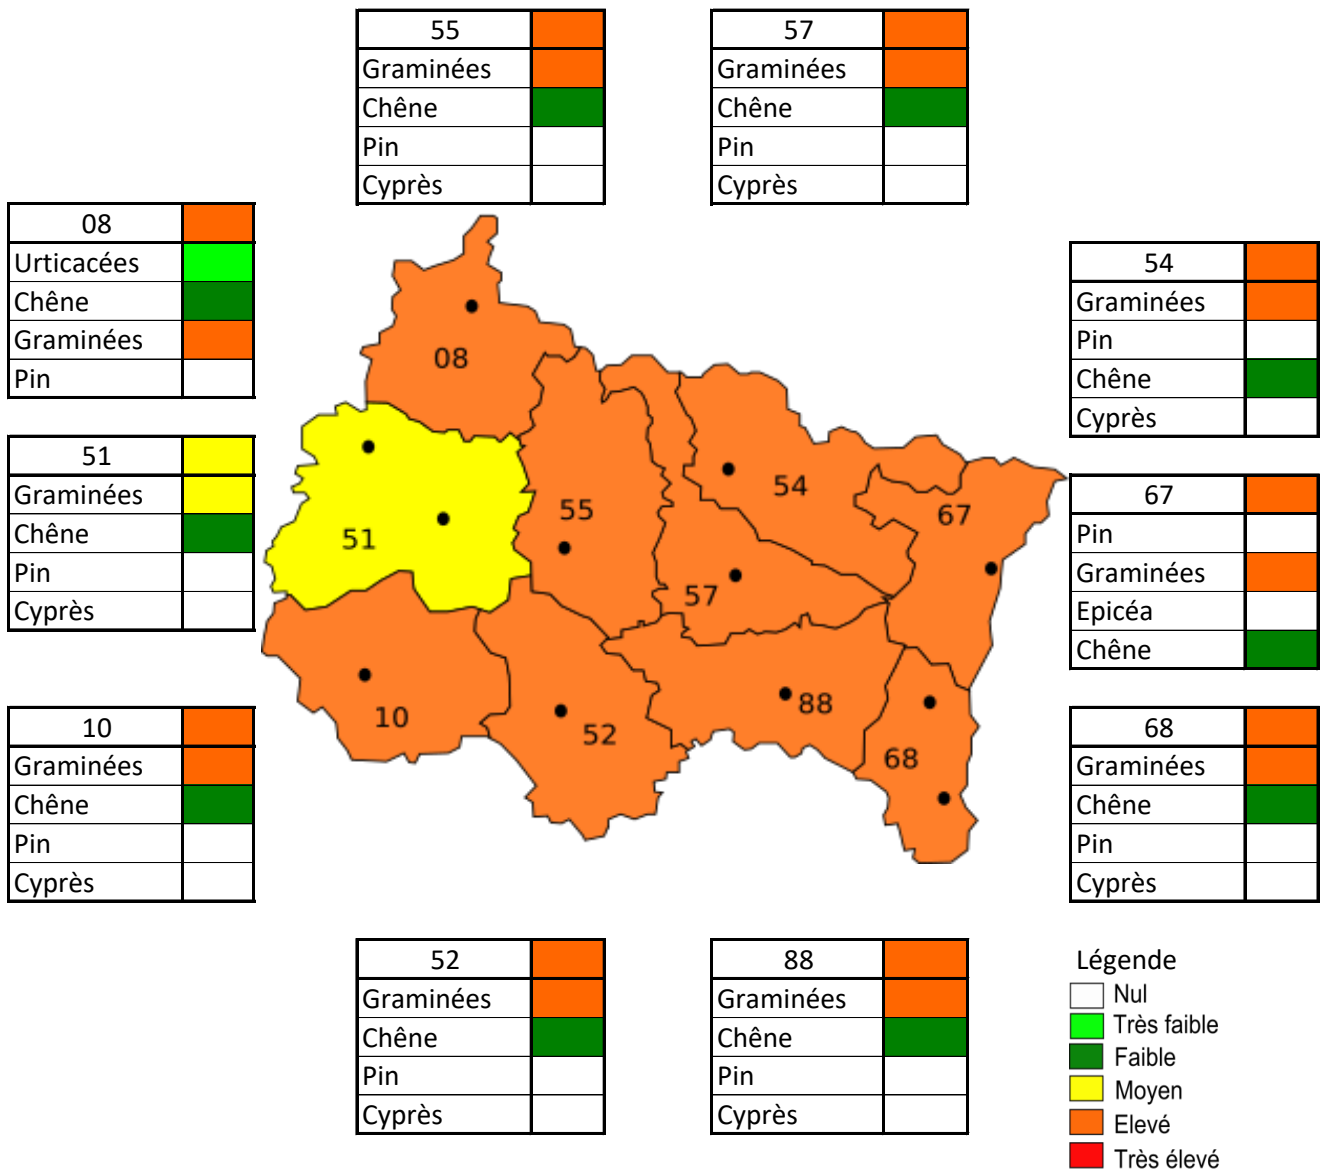 55
Graminées
Chêne
Pin
Cyprès
57
Graminées
Chêne
Pin
Cyprès
08
Urticacées
Chêne
Graminées
Pin
51
Graminées
Chêne
Pin
Cyprès
10
Graminées
Chêne
Pin
Cyprès
08
51
55
54
67
57
10
52
88
68
54
Graminées
Pin
Chêne
Cyprès
67
Pin
Graminées
Epicéa
Chêne
68
Graminées
Chêne
Pin
Cyprès
52
Graminées
Chêne
Pin
Cyprès
88
Graminées
Chêne
Pin
Cyprès
Légende
Nul
Très faible
Faible
Moyen
Elevé
Très élevé